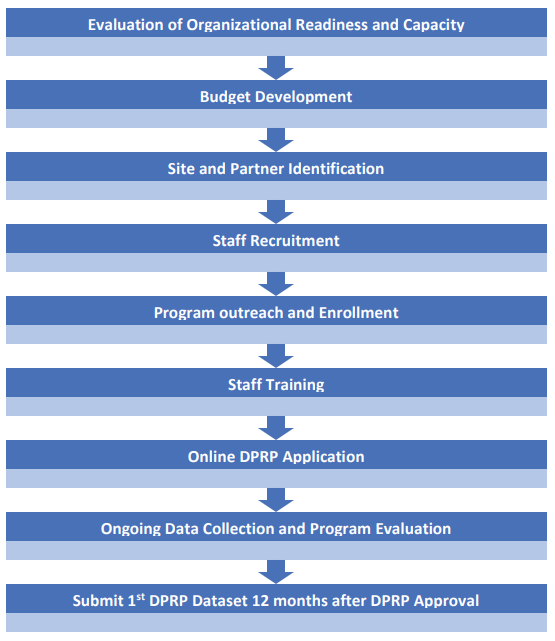 Evaluation of Organizational Readiness and Capacity
Budget Development
Site and Partner Identification
Staff Recruitment
Program outreach and Enrollment
Staff Training
Online DPRP Application
Ongoing Data Collection and Program Evaluation
Submit 1st DPRP Dataset 12 months after DPRP Approval